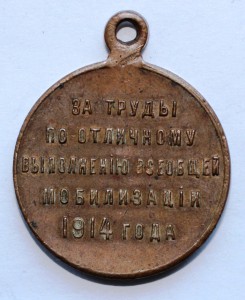 ЗА ТРУДЫ
ПО ОТЛИЧНОМУ
ВЫПОЛНЕНІЮ ВСЕОБЩЕЙ
МОБИЛИЗАЦІИ
1914 ГОДА